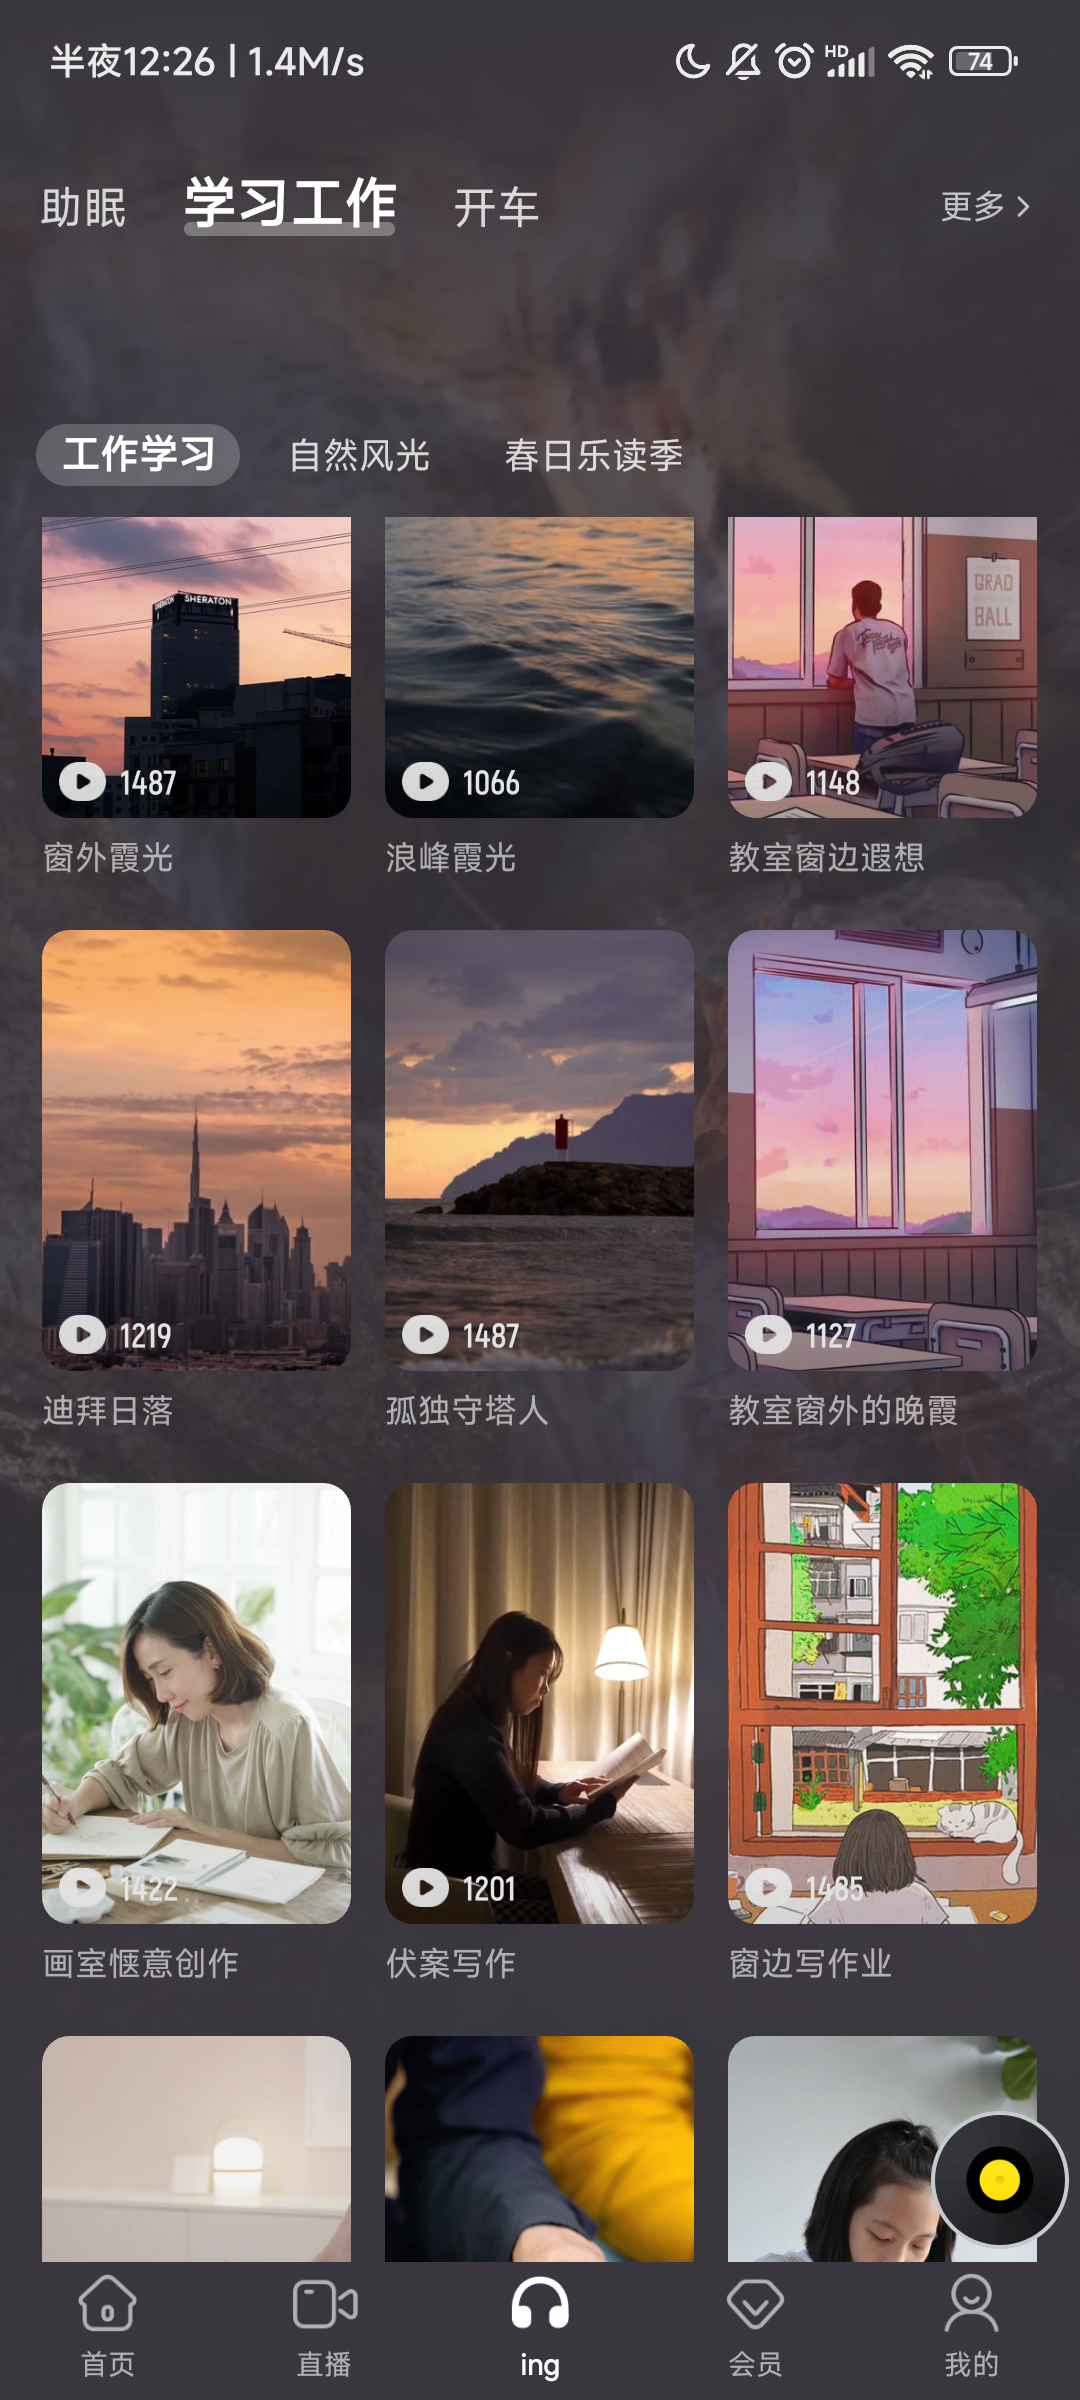 半夜12:26 | 1.4M/s
HD
74
助眠 学习工作 开车 更多
工作学习 自然风光 春日乐读季
SHERATON SHERATON
GRAD
BALL
1487 1066 1148
窗外霞光 浪峰霞光 教室窗边遐想
1219 1487 1127
迪拜日落 孤独守塔人 教室窗外的晚霞
1422 1201 1485
画室惬意创作 伏案写作 窗边写作业
首页 直播 ing 会员 我的